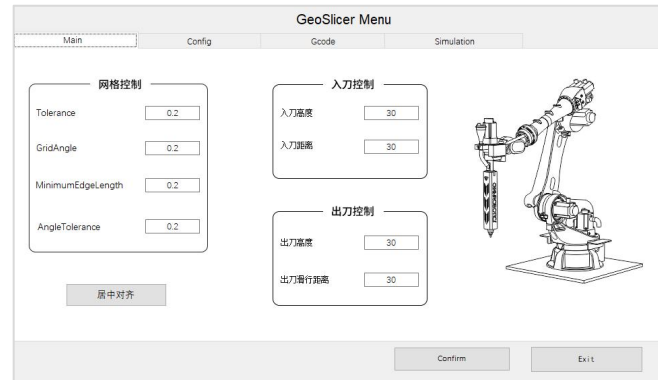 GeoSlicer Menu
Main Config Gcode Simulation
网格控制
Tolerance 0.2
GridAngle 0.2
MinimumEdgeLength 0.2
AngleTolerance 0.2
居中对齐
入刀控制
入刀高度 30
入刀距离 30
出刀控制
出刀高度 30
出刀滑行距离 30
Confirm Exit